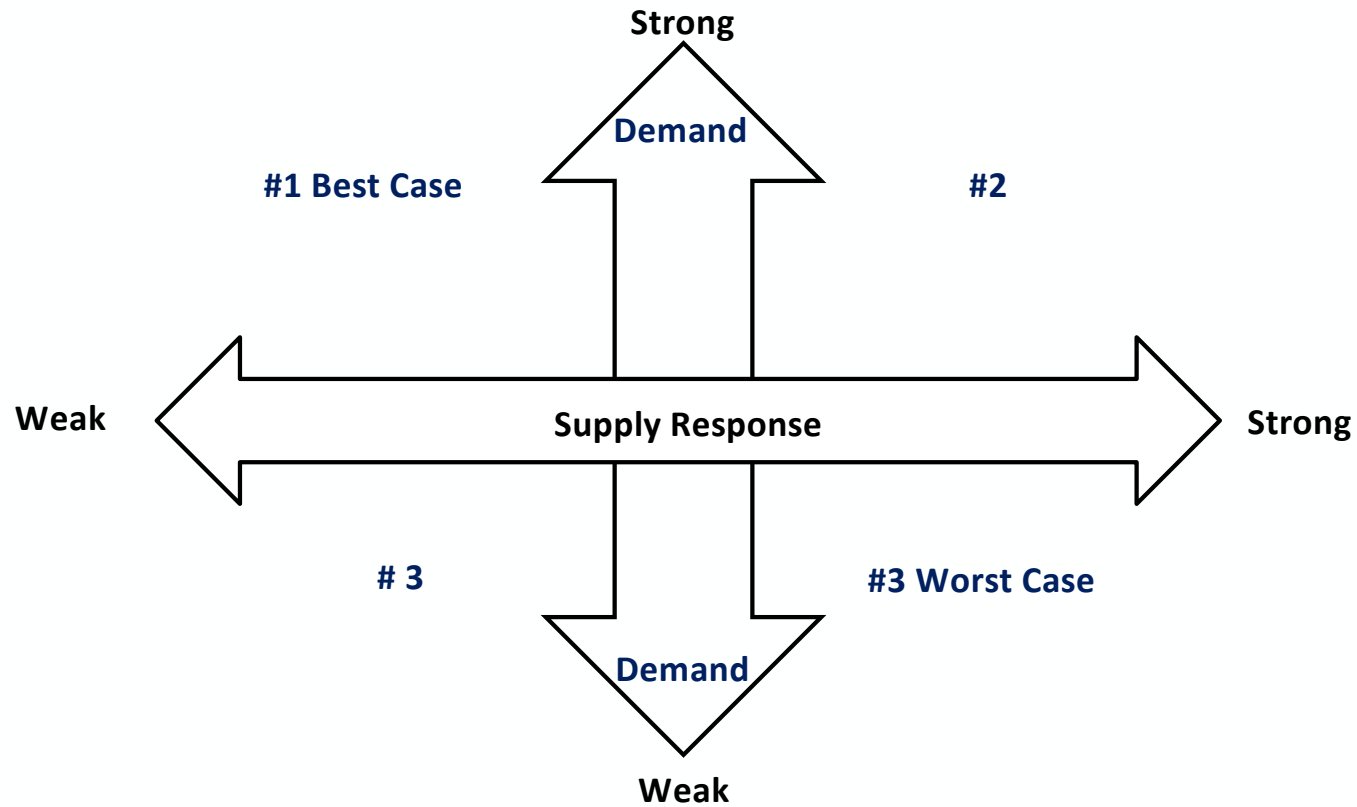 Strong
Demand
#1 Best Case
#2
Weak
Supply Response
Strong
# 3
#3 Worst Case
Demand
Weak